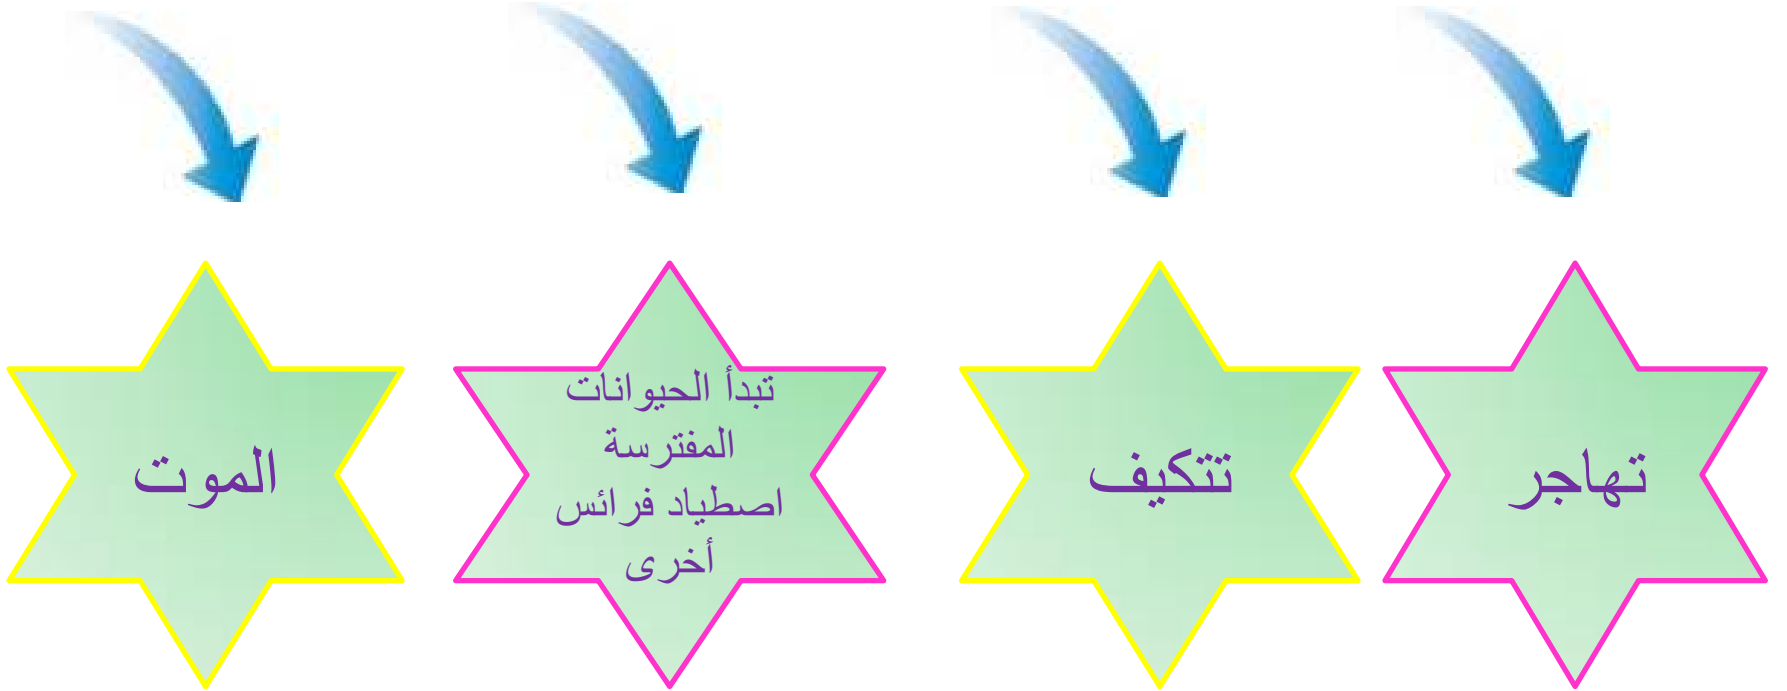 تهاجر
تتكيف
تبدأ الحيوانات
المفترسة
اصطياد فرائس
أخرى
الموت